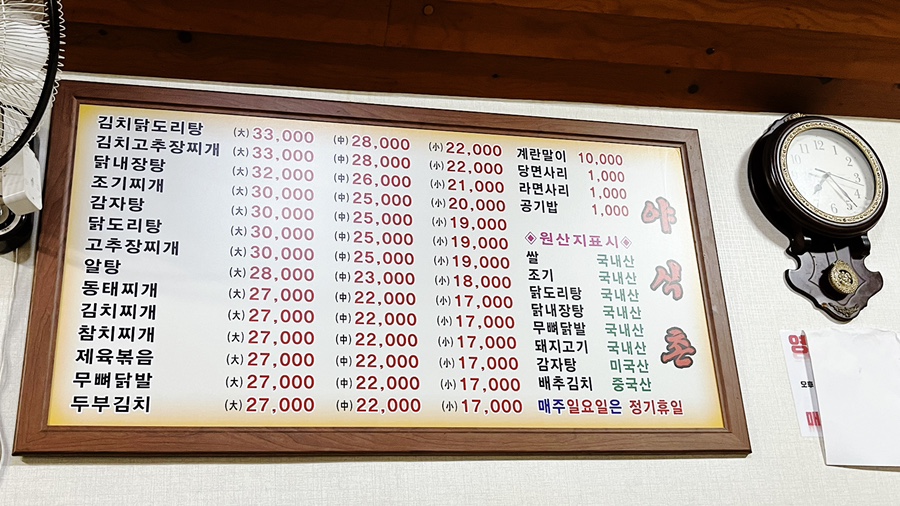 김치닭도리탕 (大)33,000 (中)28,000 (小)22,000
김치고추장찌개 (大)33,000 (中)28,000 (小)22,000
닭내장탕 (大)32,000 (中)26,000 (小)21,000
조기찌개 (大)30,000 (中)25,000 (小)20,000
감자탕 (大)30,000 (中)25,000 (小)19,000
닭도리탕 (大)30,000 (中)25,000 (小)19,000
고추장찌개 (大)30,000 (中)25,000 (小)19,000
알탕 (大)28,000 (中)23,000 (小)18,000
동태찌개 (大)27,000 (中)22,000 (小)17,000
김치찌개 (大)27,000 (中)22,000 (小)17,000
참치찌개 (大)27,000 (中)22,000 (小)17,000
제육볶음 (大)27,000 (中)22,000 (小)17,000
무뼈닭발 (大)27,000 (中)22,000 (小)17,000
두부김치 (大)27,000 (中)22,000 (小)17,000
계란말이 10,000
당면사리 1,000
라면사리 1,000
공기밥 1,000
◈원산지표시◈
쌀 국내산
조기 국내산
닭도리탕 국내산
닭내장탕 국내산
무뼈닭발 국내산
돼지고기 국내산
감자탕 미국산
배추김치 중국산
매주일요일은 정기휴일
야식촌
영
오후